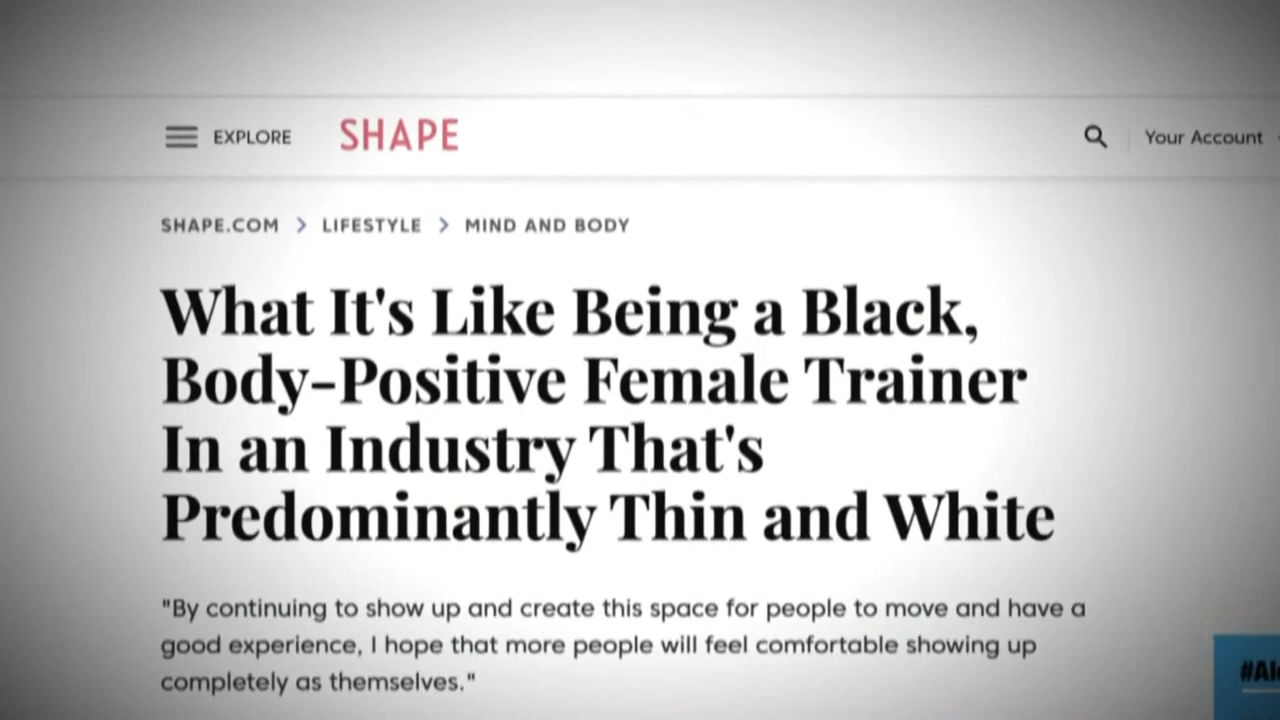 EXPLORE SHAPE Your Account
SHAPE.COM > LIFESTYLE > MIND AND BODY
What It's Like Being a Black,
Body-Positive Female Trainer
In an Industry That's
Predominantly Thin and White
"By continuing to show up and create this space for people to move and have a
good experience, I hope that more people will feel comfortable showing up
completely as themselves."